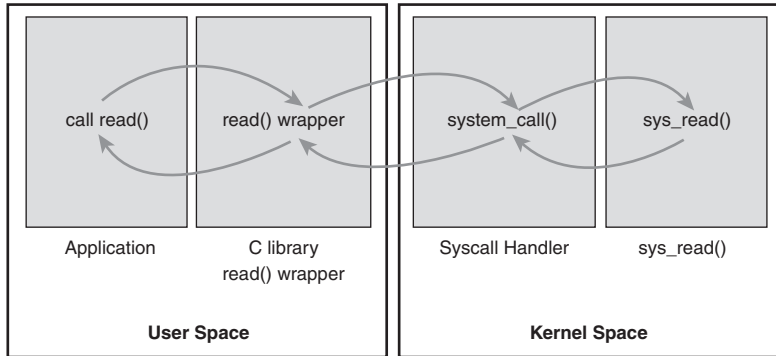 call read()
read() wrapper
system_call()
sys_read()
Application
C library
read() wrapper
Syscall Handler
sys_read()
User Space
Kernel Space